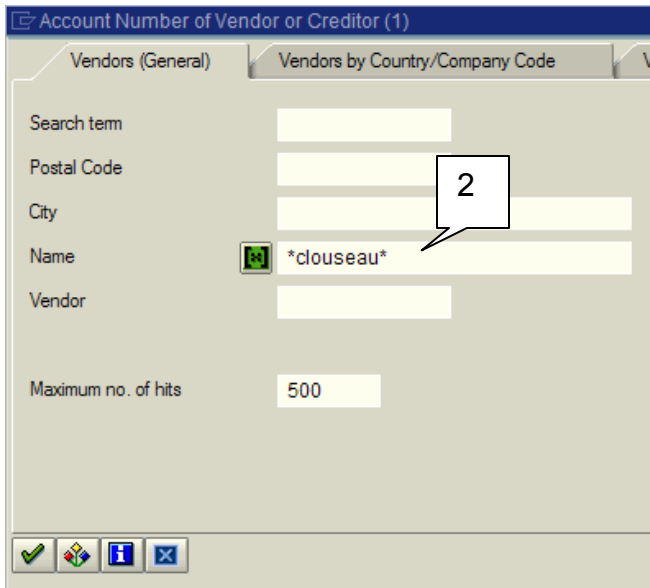 Account Number of Vendor or Creditor (1)
Vendors (General) Vendors by Country/Company Code V
Search term
Postal Code
2
City
Name *clouseau*
Vendor
Maximum no. of hits 500